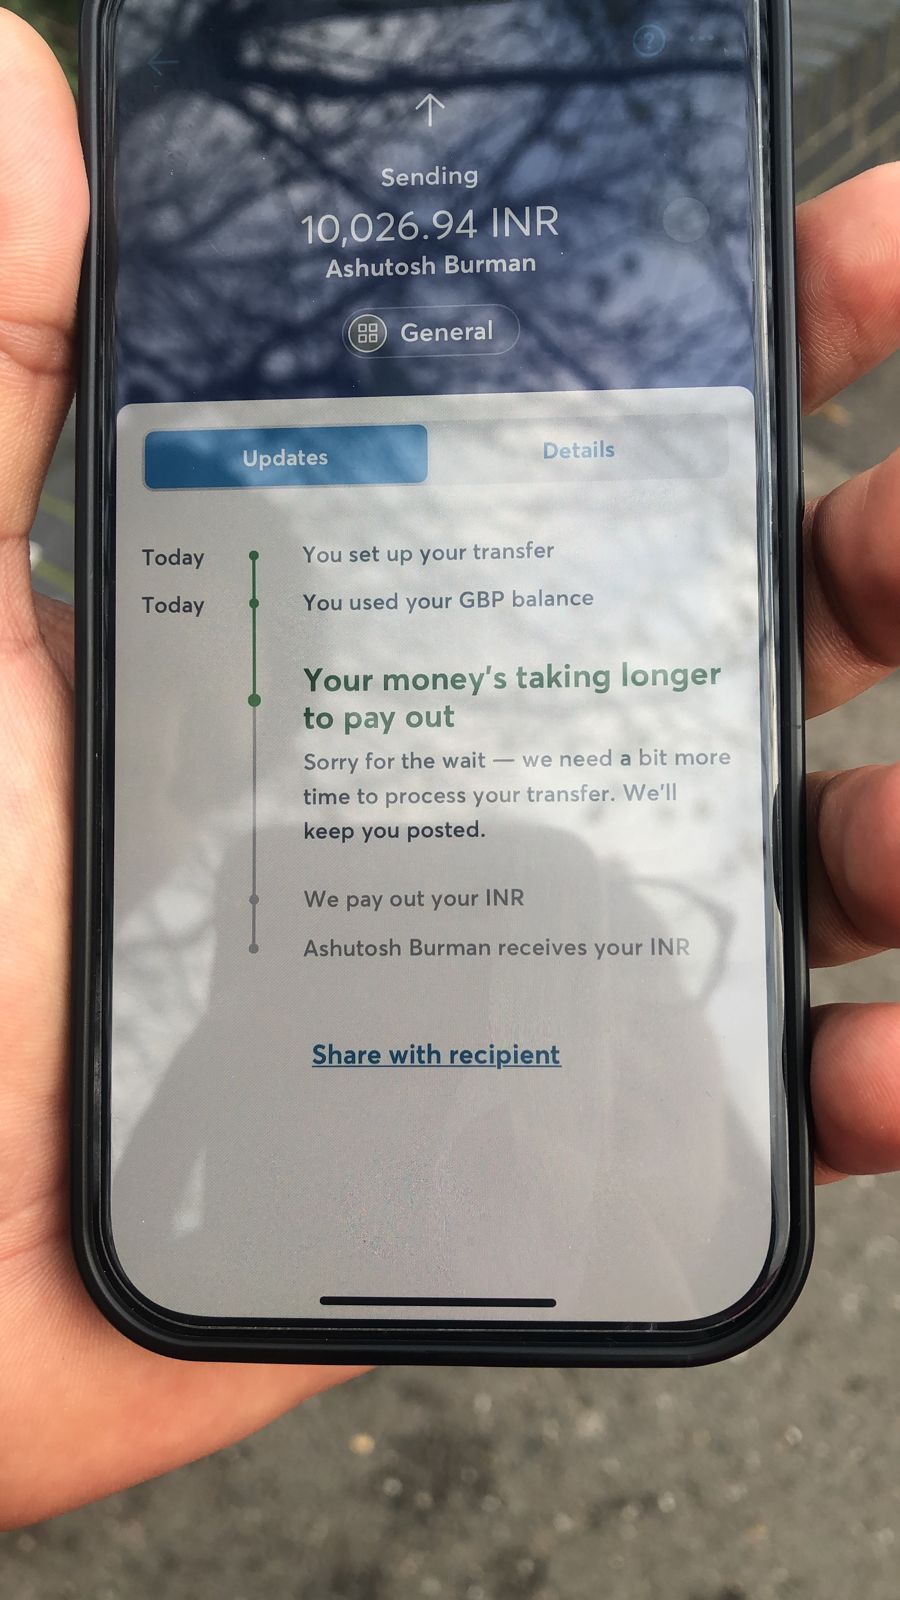 ?
Sending
10,026.94 INR
Ashutosh Burman
General
Updates
Details
Today
You set up your transfer
Today
You used your GBP balance
Your money's taking longer
to pay out
Sorry for the wait — we need a bit more
time to process your transfer. We'll
keep you posted.
We pay out your INR
Ashutosh Burman receives your INR
Share with recipient